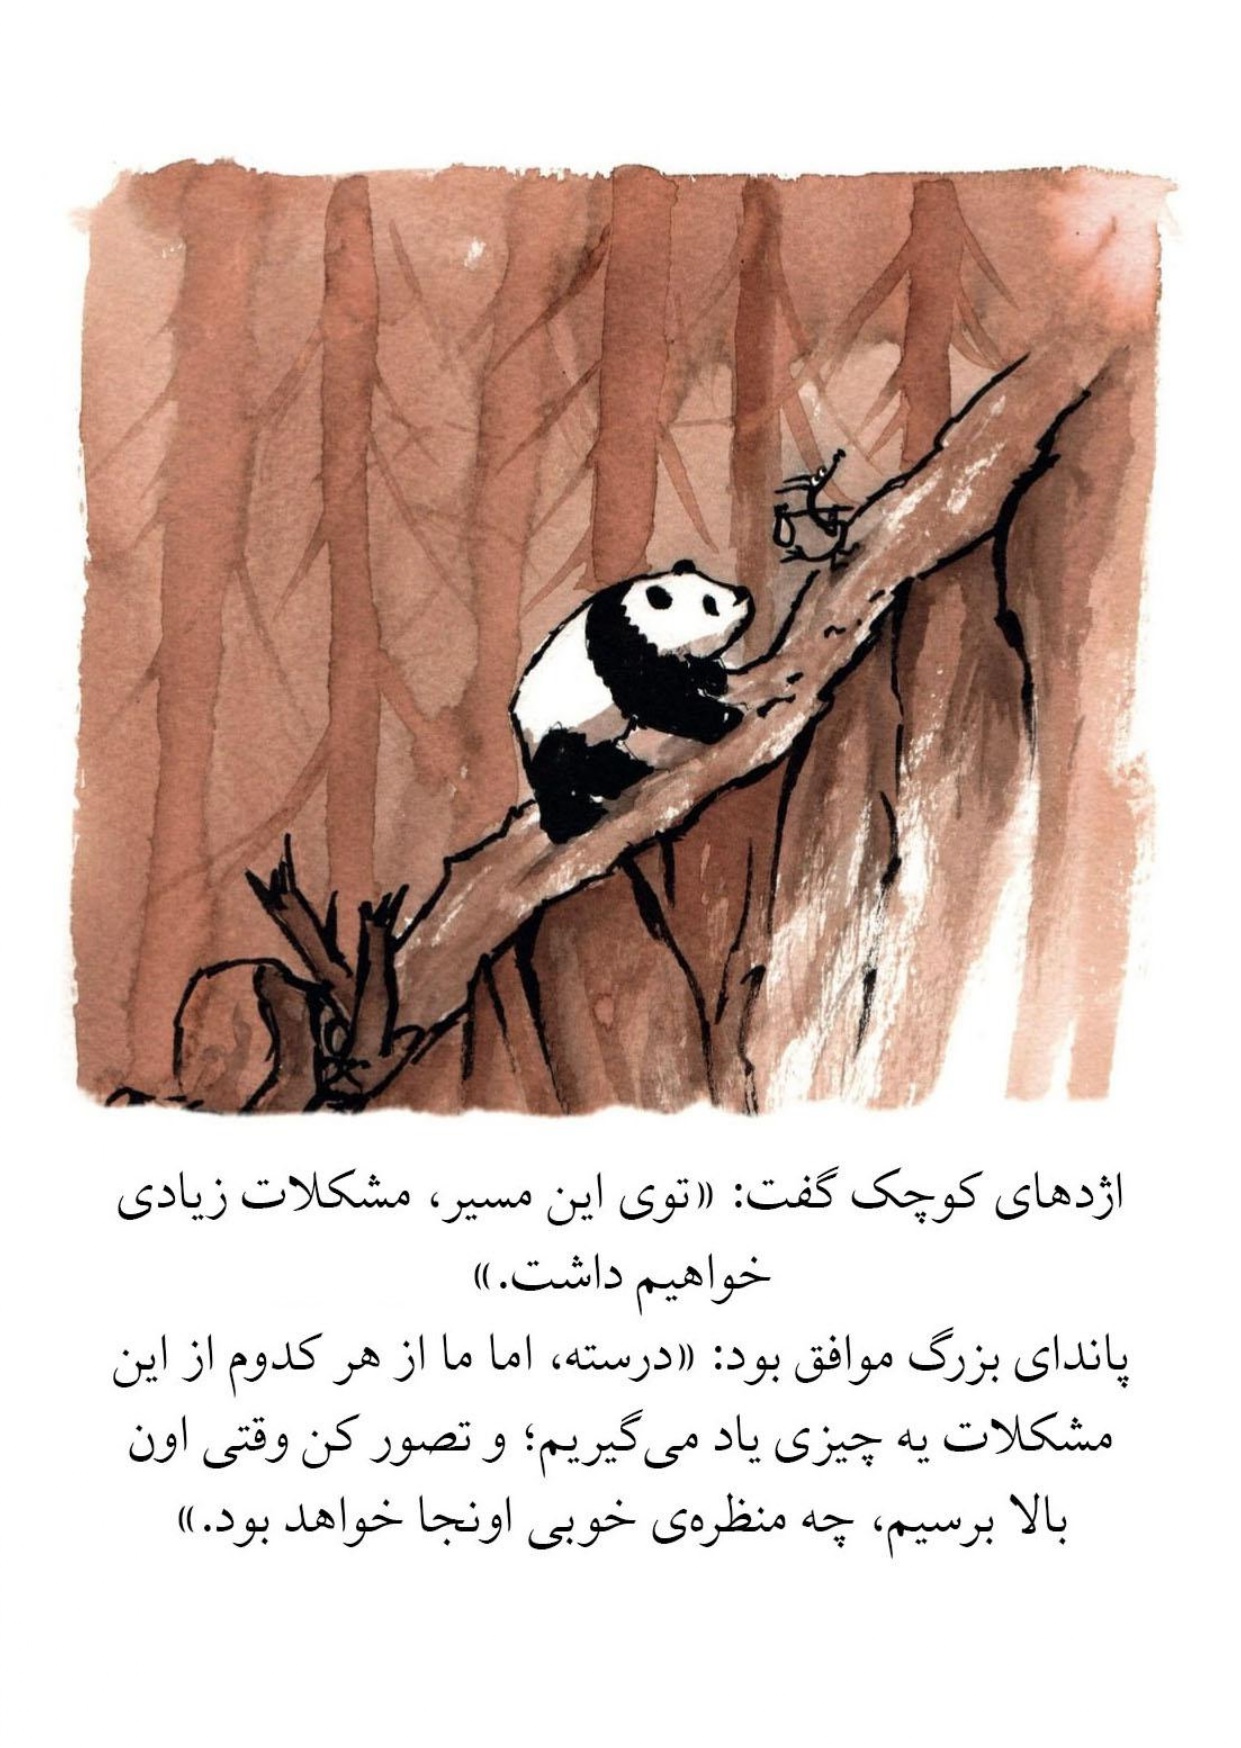 اژدهای کوچک گفت: «توی این مسیر، مشکلات زیادی
خواهیم داشت.»
پاندای بزرگ موافق بود: «درسته، اما ما از هر کدوم از این
مشکلات یه چیزی یاد می‌گیریم؛ و تصور کن وقتی اون
بالا برسیم، چه منظره‌ی خوبی اونجا خواهد بود.»